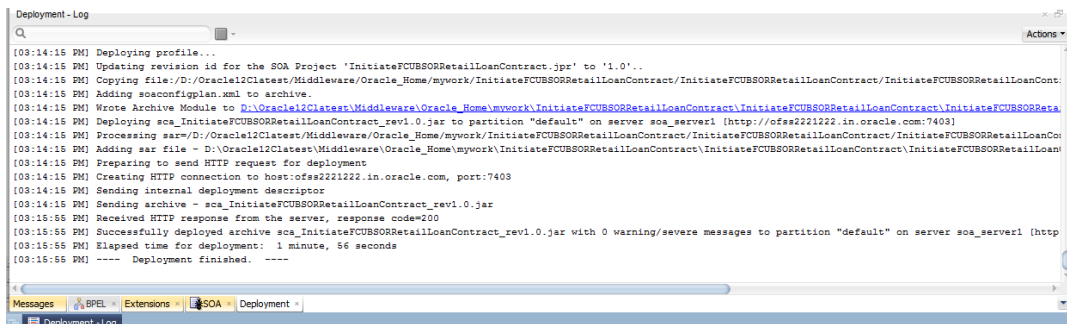 Deployment - Log
Actions
[03:14:15 PM] Deploying profile...
[03:14:15 PM] Updating revision id for the SOA Project 'InitiateFCUBSORRetailLoanContract.jpr' to '1.0'..
[03:14:15 PM] Copying file:/D:/Oracle12Clatest/Middleware/Oracle_Home/mywork/InitiateFCUBSORRetailLoanContract/InitiateFCUBSORRetailLoanContract/InitiateFCUBSORRetailLoanCont
[03:14:15 PM] Adding soaconfigplan.xml to archive.
[03:14:15 PM] Wrote Archive Module to D:\Oracle12Clatest\Middleware\Oracle_Home\mywork\InitiateFCUBSORRetailLoanContract\InitiateFCUBSORRetailLoanContract\InitiateFCUBSORReta
[03:14:15 PM] Deploying sca_InitiateFCUBSORRetailLoanContract_rev1.0.jar to partition "default" on server soa_server1 [http://ofss2221222.in.oracle.com:7403]
[03:14:15 PM] Processing sar=/D:/Oracle12Clatest/Middleware/Oracle_Home/mywork/InitiateFCUBSORRetailLoanContract/InitiateFCUBSORRetailLoanContract/InitiateFCUBSORRetailLoanCo
[03:14:15 PM] Adding sar file - D:\Oracle12Clatest\Middleware\Oracle_Home\mywork\InitiateFCUBSORRetailLoanContract\InitiateFCUBSORRetailLoanContract\InitiateFCUBSORRetailLoan
[03:14:15 PM] Preparing to send HTTP request for deployment
[03:14:15 PM] Creating HTTP connection to host:ofss2221222.in.oracle.com, port:7403
[03:14:15 PM] Sending internal deployment descriptor
[03:14:15 PM] Sending archive - sca_InitiateFCUBSORRetailLoanContract_rev1.0.jar
[03:15:55 PM] Received HTTP response from the server, response code=200
[03:15:55 PM] Successfully deployed archive sca_InitiateFCUBSORRetailLoanContract_rev1.0.jar with 0 warning/severe messages to partition "default" on server soa_server1 [http
[03:15:55 PM] Elapsed time for deployment:  1 minute, 56 seconds
[03:15:55 PM] ----  Deployment finished.  ----
Messages BPEL Extensions SOA Deployment
Deployment - Log